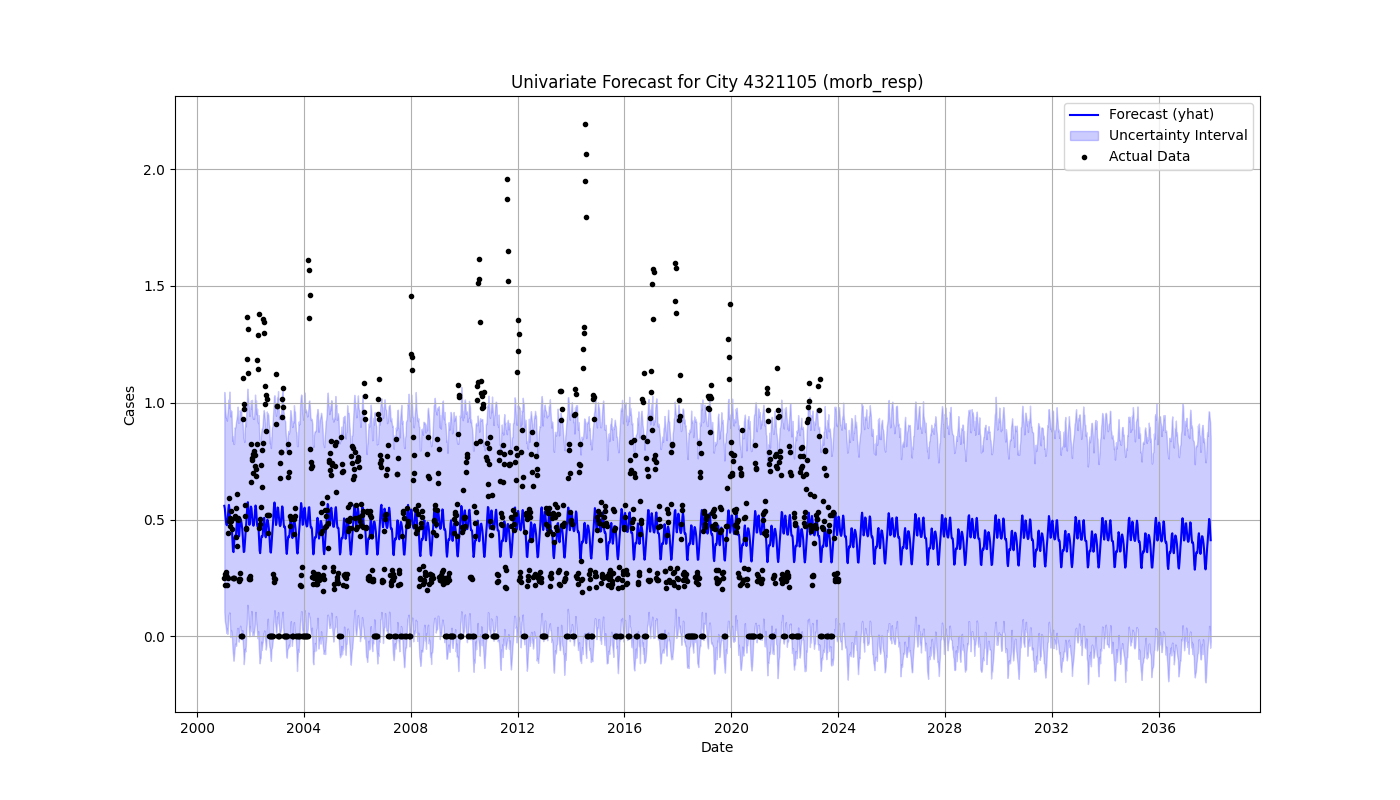 Univariate Forecast for City 4321105 (morb_resp)
Forecast (yhat)
Uncertainty Interval
Actual Data
Cases
2.0
1.5
1.0
0.5
0.0
2000 2004 2008 2012 2016 2020 2024 2028 2032 2036
Date